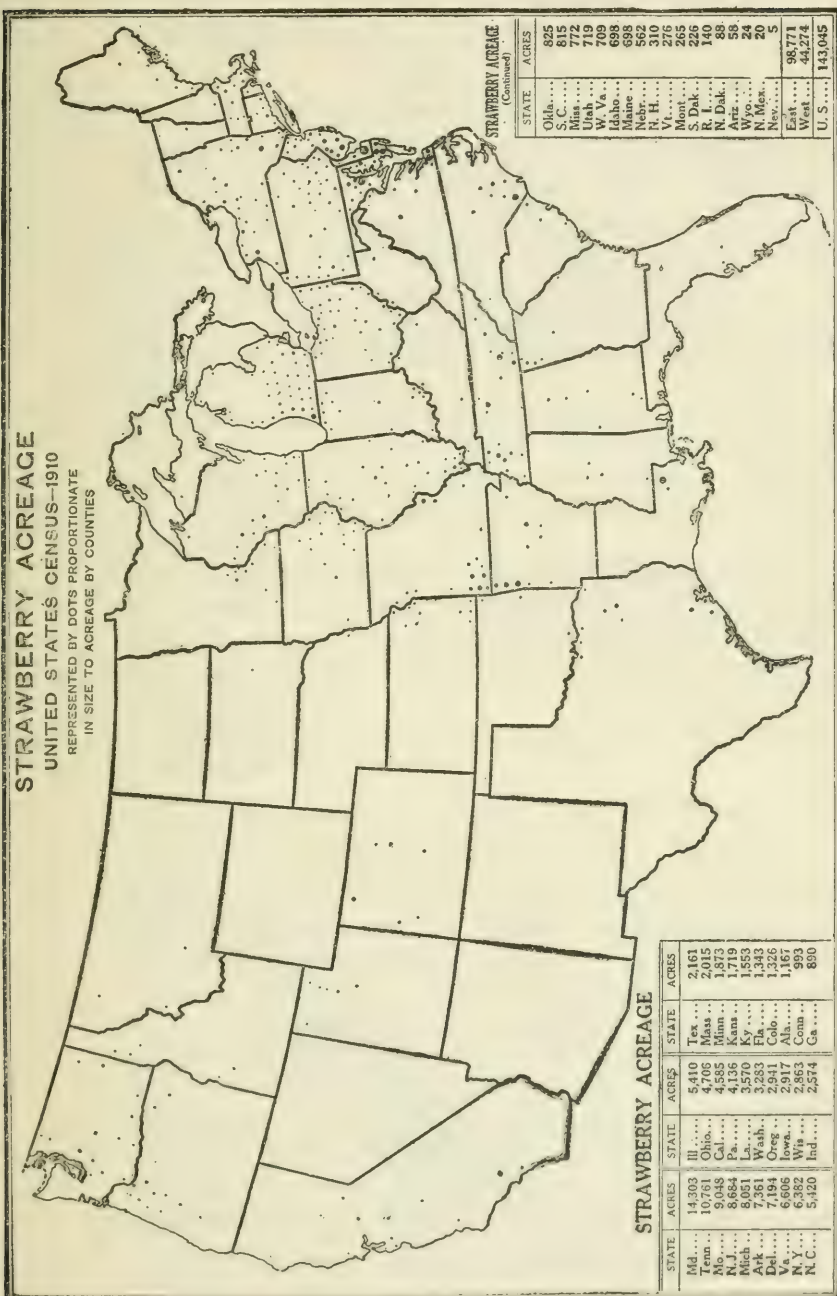 STRAWBERRY ACREAGE
UNITED STATES CENSUS—1910
REPRESENTED BY DOTS PROPORTIONATE
IN SIZE TO ACREAGE BY COUNTIES
STRAWBERRY ACREAGE
STATE ACRES STATE ACRES STATE ACRES
Md.... 14,303 Ill..... 5,410 Tex... 2,161
Tenn... 10,761 Ohio... 4,706 Mass.. 2,015
Mo.... 9,048 Cal.... 4,585 Minn.. 1,873
N.J.... 8,684 Pa..... 4,136 Kans.. 1,719
Mich... 8,051 La..... 3,570 Ky.... 1,553
Ark.... 7,361 Wash.. 3,283 Fla.... 1,343
Del.... 7,194 Oreg... 2,941 Colo... 1,326
Va..... 6,606 Iowa... 2,917 Ala.... 1,167
N.Y... 6,382 Wis... 2,863 Conn.. 993
N.C... 5,420 Ind.... 2,574 Ga.... 890
STRAWBERRY ACREAGE
(Continued)
STATE ACRES
Okla.... 825
S. C.... 815
Miss.... 772
Utah... 719
W. Va... 709
Idaho... 698
Maine.. 698
Nebr.... 562
N. H.... 310
Vt...... 276
Mont... 265
S. Dak.. 226
R. I..... 140
N. Dak.. 88
Ariz.... 58
Wyo.... 24
N. Mex.. 20
Nev..... 5
East.... 98,771
West... 44,274
U. S.... 143,045